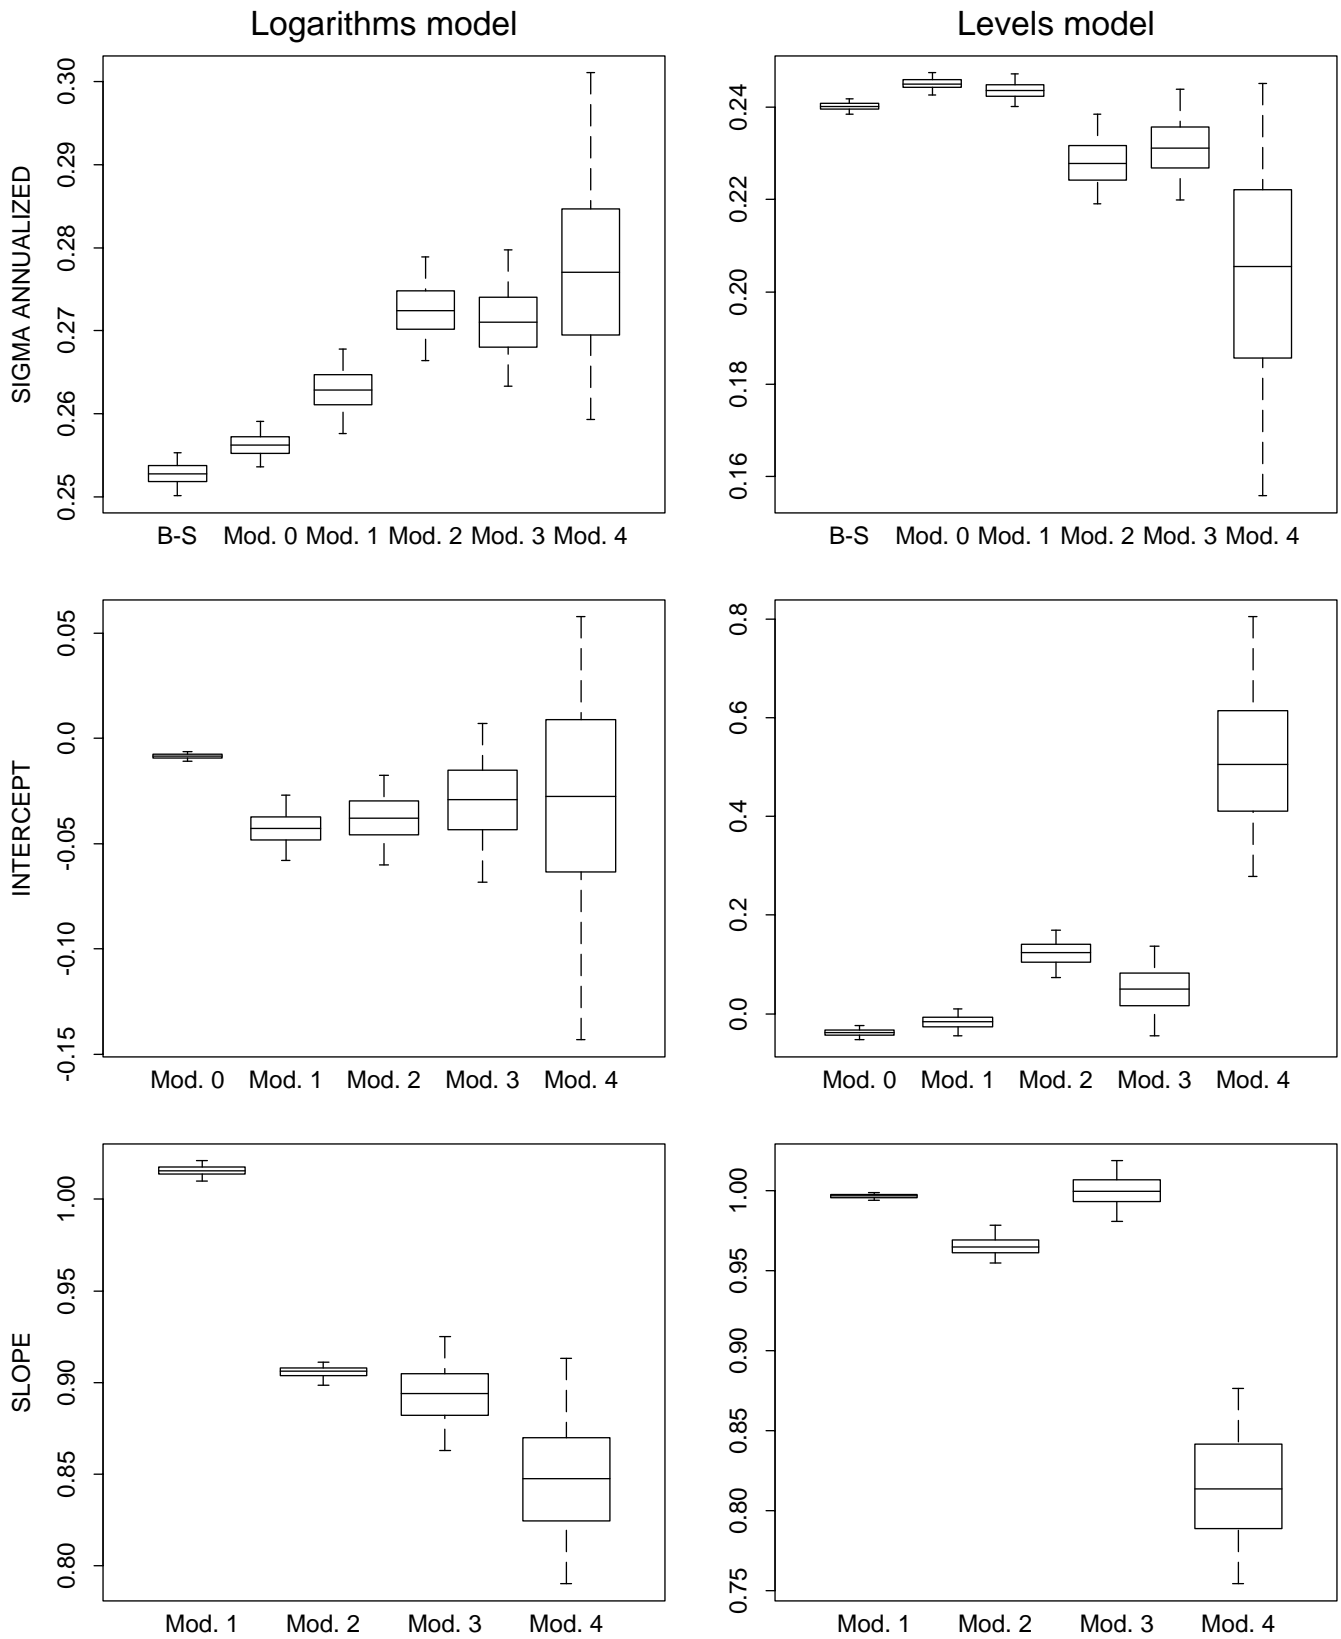 Logarithms model
Levels model
SIGMA ANNUALIZED
0.30
0.29
0.28
0.27
0.26
0.25
B-S Mod. 0 Mod. 1 Mod. 2 Mod. 3 Mod. 4
0.24
0.22
0.20
0.18
0.16
B-S Mod. 0 Mod. 1 Mod. 2 Mod. 3 Mod. 4
INTERCEPT
0.05
0.0
-0.05
-0.10
-0.15
Mod. 0 Mod. 1 Mod. 2 Mod. 3 Mod. 4
0.8
0.6
0.4
0.2
0.0
Mod. 0 Mod. 1 Mod. 2 Mod. 3 Mod. 4
SLOPE
1.00
0.95
0.90
0.85
0.80
Mod. 1 Mod. 2 Mod. 3 Mod. 4
1.00
0.95
0.90
0.85
0.80
0.75
Mod. 1 Mod. 2 Mod. 3 Mod. 4